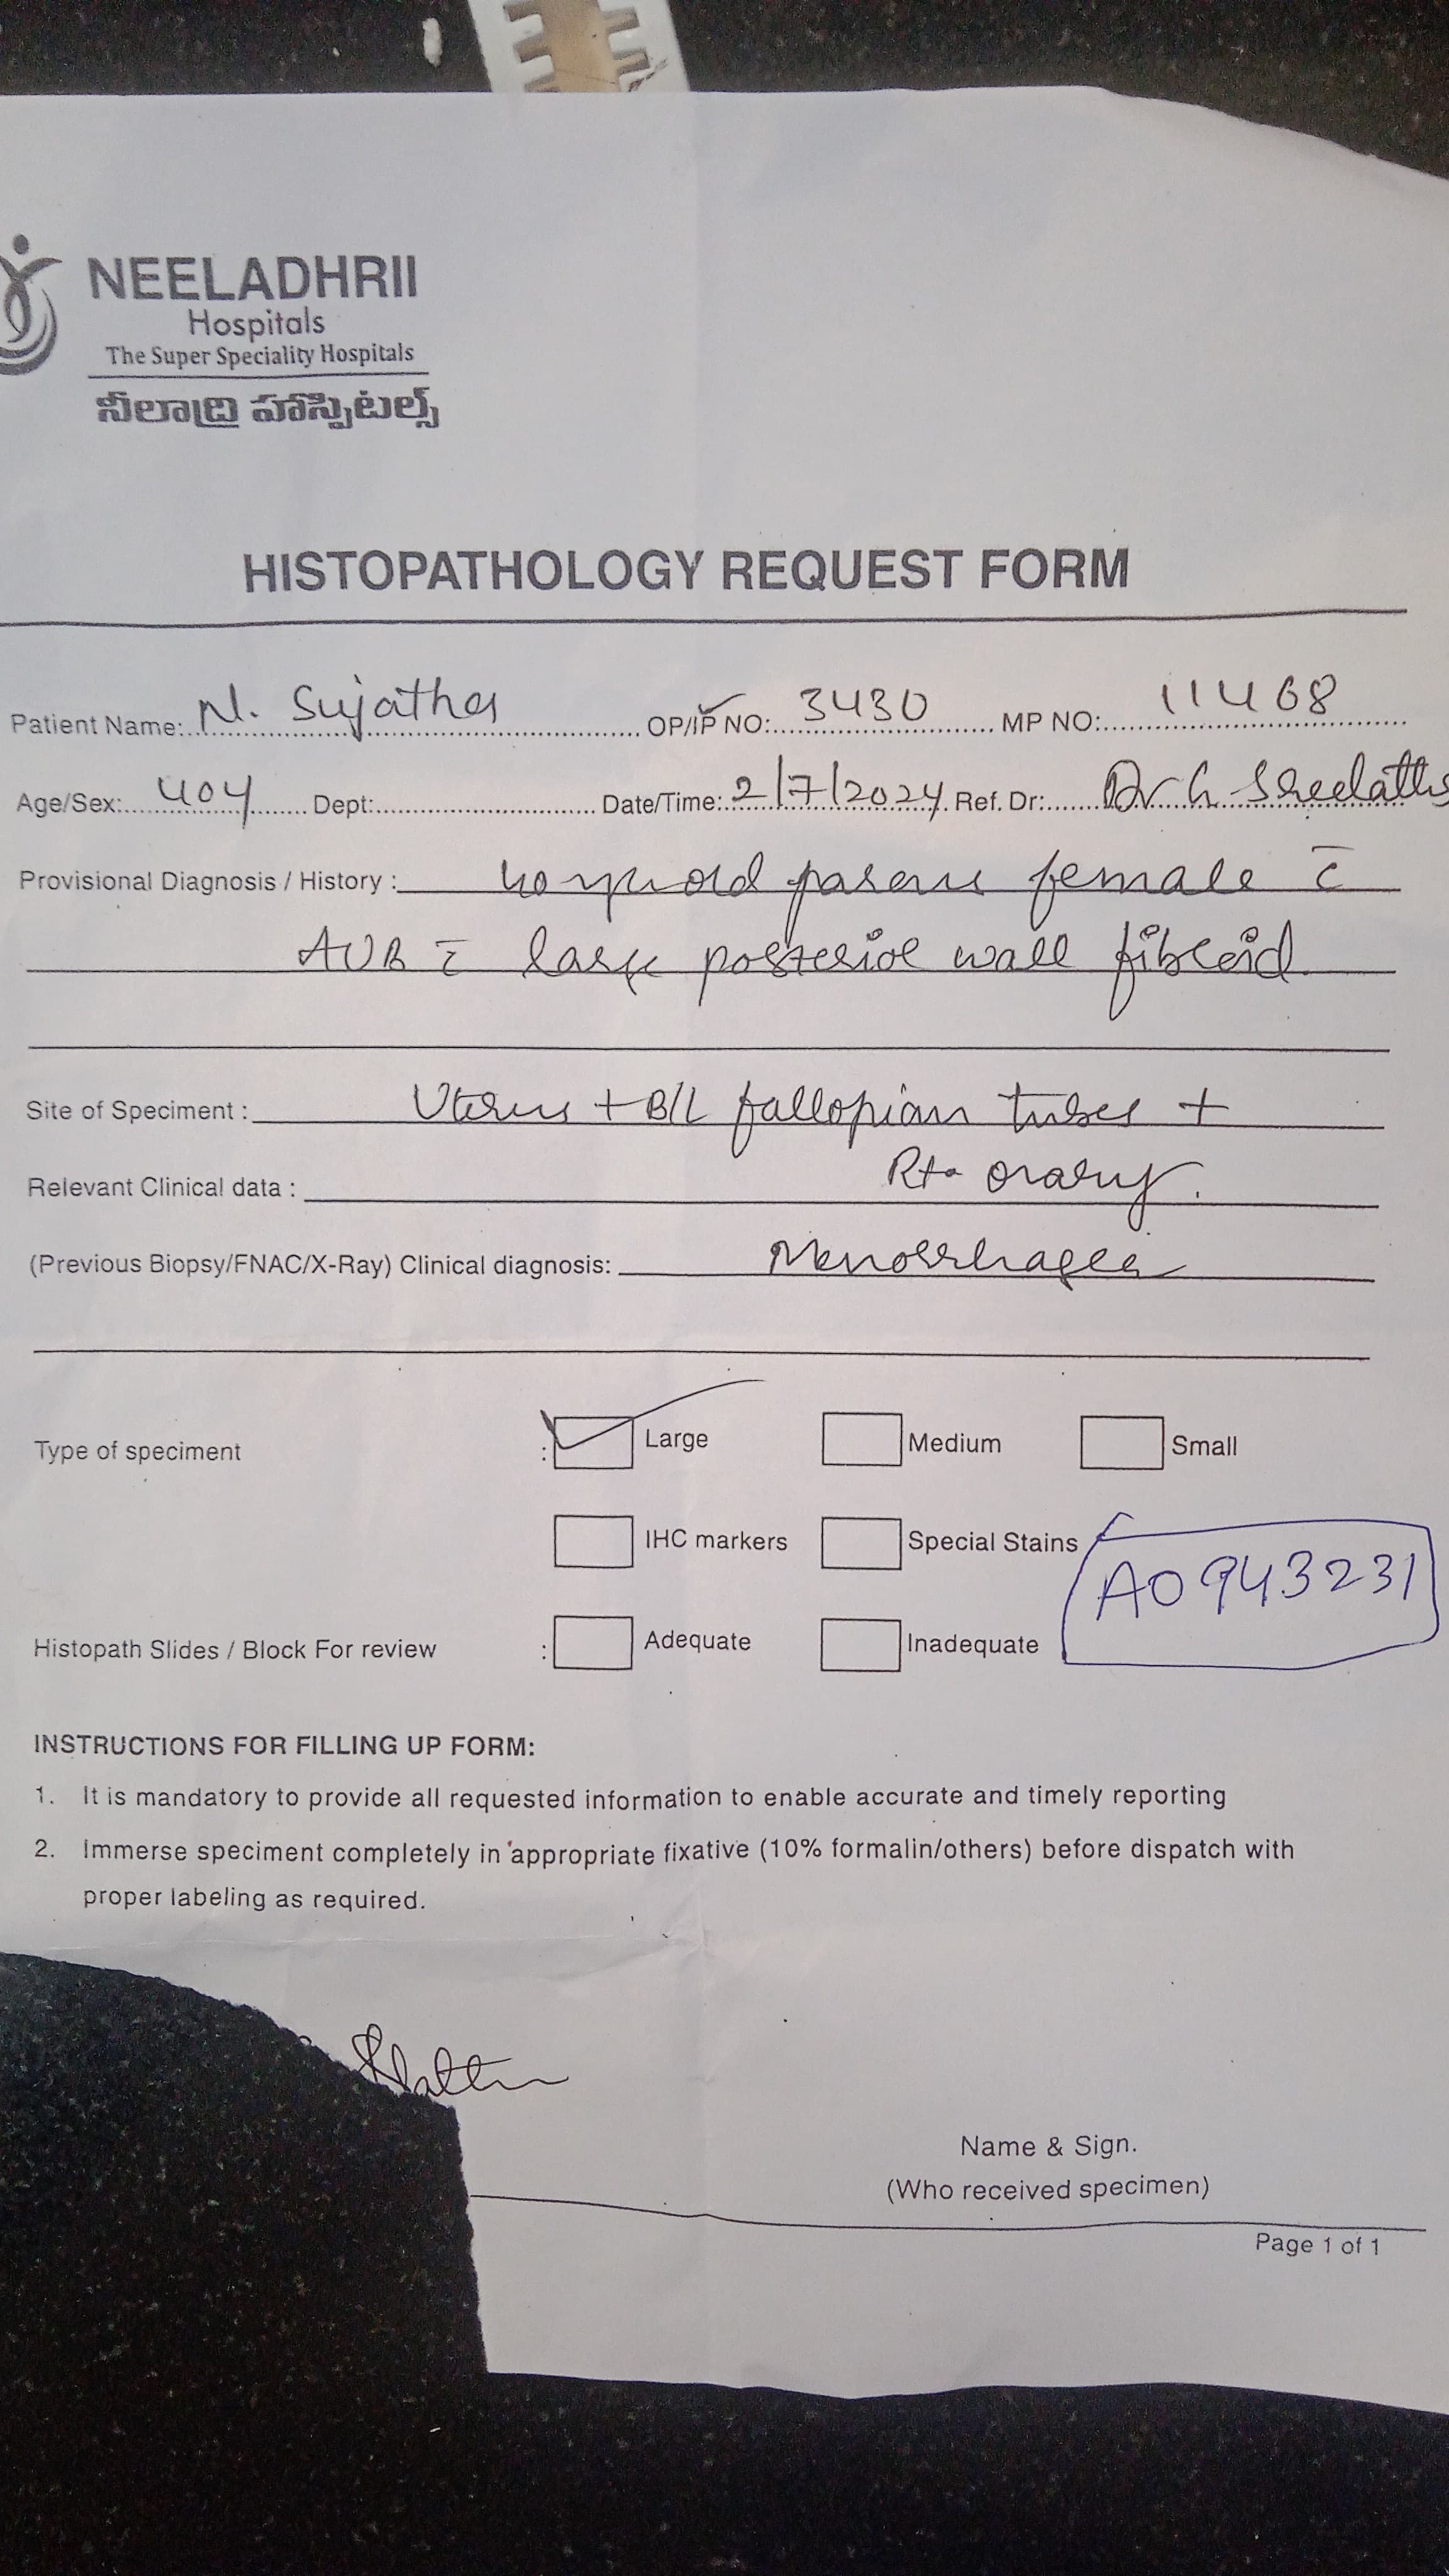 NEELADHRII
Hospitals
The Super Speciality Hospitals
నీలాద్రి హాస్పిటల్స్
HISTOPATHOLOGY REQUEST FORM
Patient Name: N. Sujatha OP/IP NO: 3430 MP NO: 11468
Age/Sex: 40y Dept: Date/Time: 2/7/2024 Ref. Dr: Dr G Sreelatha
Provisional Diagnosis / History : 40 yr old parous female c̄
AUB c̄ large posterior wall fibroid.
Site of Speciment : Uterus + B/L fallopian tubes +
Relevant Clinical data : Rt ovary.
(Previous Biopsy/FNAC/X-Ray) Clinical diagnosis: Menorrhagea
Type of speciment : Large Medium Small
IHC markers Special Stains
A0943231
Histopath Slides / Block For review : Adequate Inadequate
INSTRUCTIONS FOR FILLING UP FORM:
1. It is mandatory to provide all requested information to enable accurate and timely reporting
2. Immerse speciment completely in appropriate fixative (10% formalin/others) before dispatch with
proper labeling as required.
Name & Sign.
(Who received specimen)
Page 1 of 1